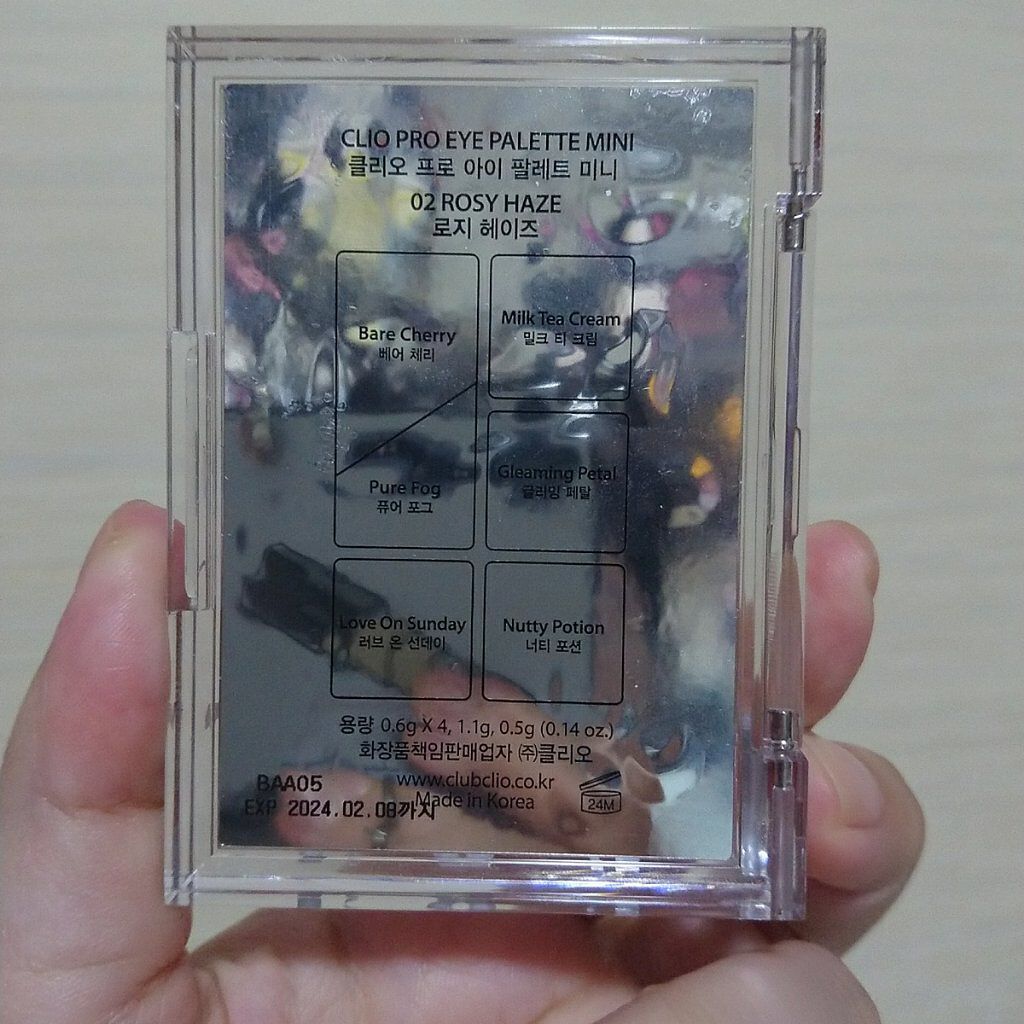 CLIO PRO EYE PALETTE MINI
클리오 프로 아이 팔레트 미니
02 ROSY HAZE
로지 헤이즈
Bare Cherry
베어 체리
Milk Tea Cream
밀크 티 크림
Pure Fog
퓨어 포그
Gleaming Petal
글리밍 페탈
Love On Sunday
러브 온 선데이
Nutty Potion
너티 포션
용량 0.6g X 4, 1.1g, 0.5g (0.14 oz.)
화장품책임판매업자 ㈜클리오
www.clubclio.co.kr
Made in Korea
BAA05
EXP 2024.02.08까지
24M